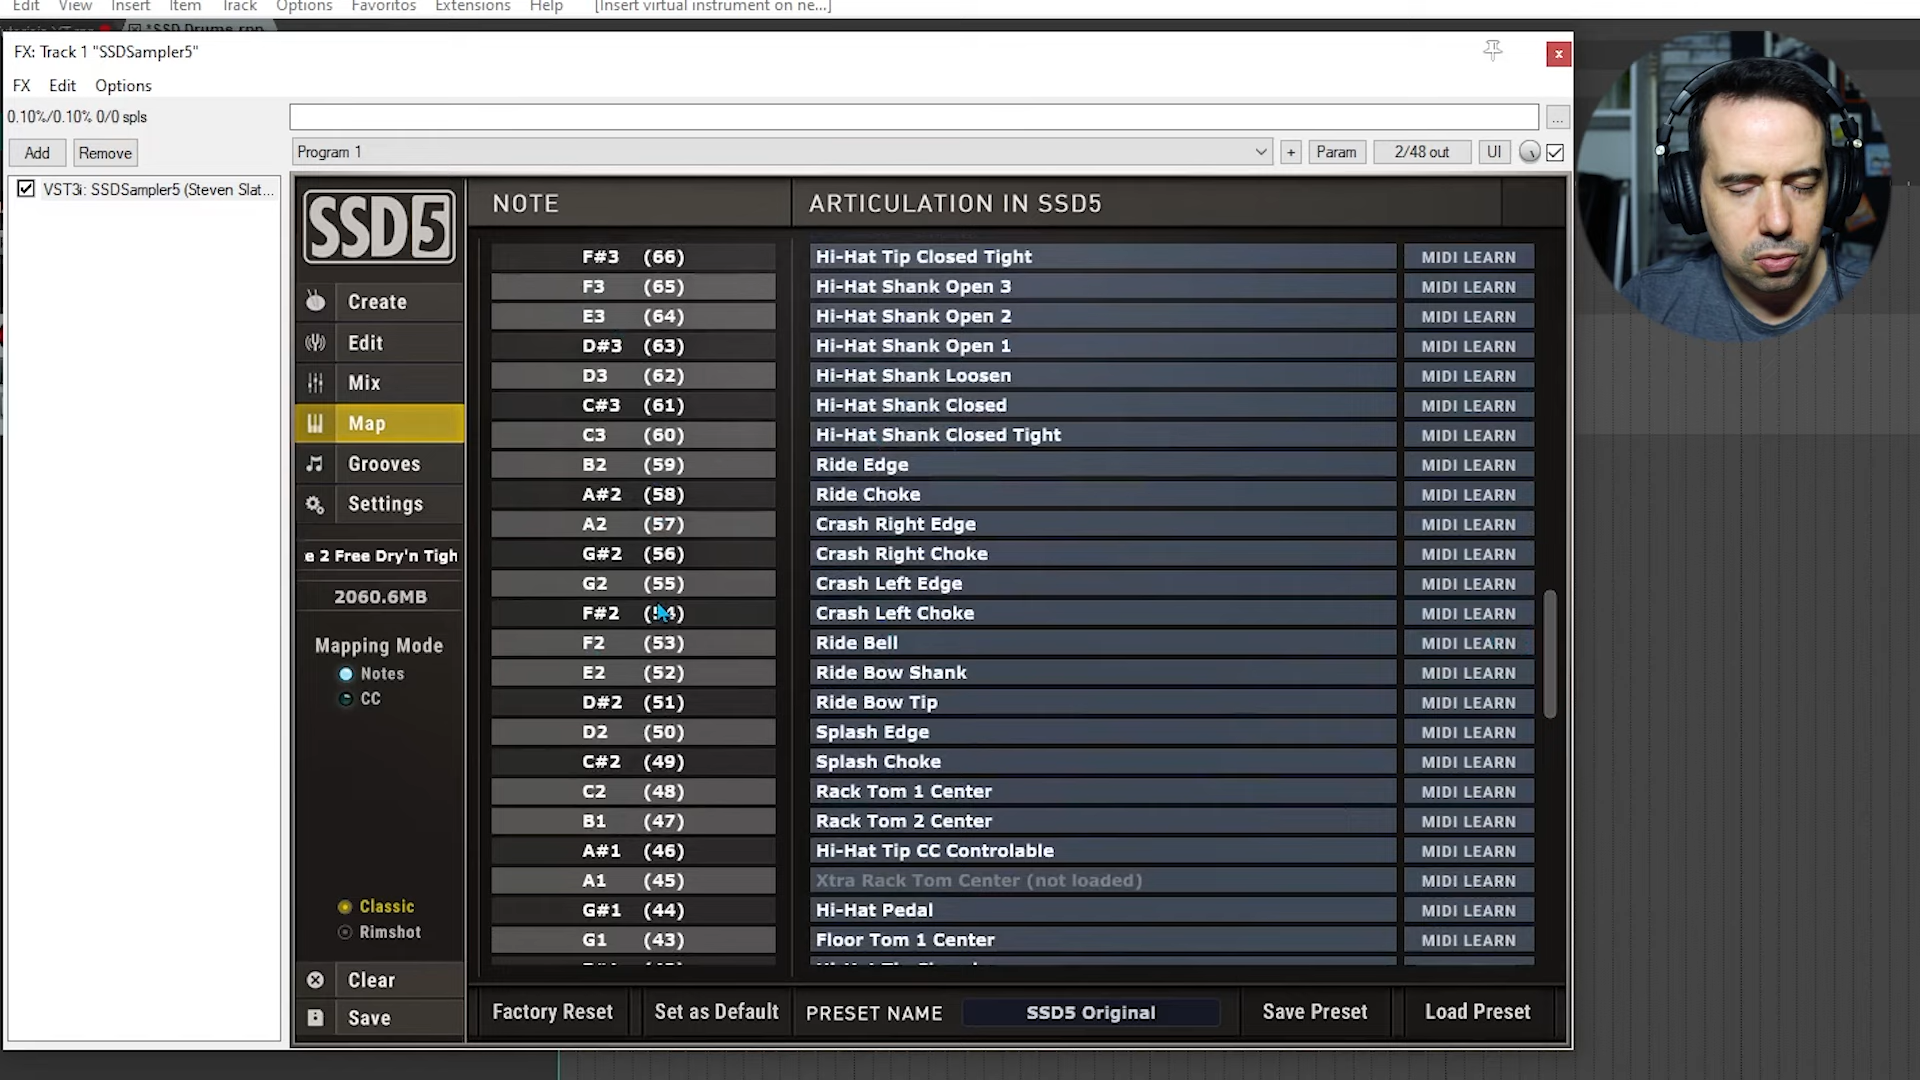 Edit View Insert Item Track Options Favorites Extensions Help [Insert virtual instrument on ne...]
*SSD Drums.rpp
FX: Track 1 "SSDSampler5"
x
FX Edit Options
0.10%/0.10% 0/0 spls
...
Add Remove
Program 1 + Param 2/48 out UI
VST3i: SSDSampler5 (Steven Slat...
SSD5
NOTE ARTICULATION IN SSD5
F#3 (66) Hi-Hat Tip Closed Tight MIDI LEARN
F3 (65) Hi-Hat Shank Open 3 MIDI LEARN
E3 (64) Hi-Hat Shank Open 2 MIDI LEARN
D#3 (63) Hi-Hat Shank Open 1 MIDI LEARN
D3 (62) Hi-Hat Shank Loosen MIDI LEARN
C#3 (61) Hi-Hat Shank Closed MIDI LEARN
C3 (60) Hi-Hat Shank Closed Tight MIDI LEARN
B2 (59) Ride Edge MIDI LEARN
A#2 (58) Ride Choke MIDI LEARN
A2 (57) Crash Right Edge MIDI LEARN
G#2 (56) Crash Right Choke MIDI LEARN
G2 (55) Crash Left Edge MIDI LEARN
F#2 (54) Crash Left Choke MIDI LEARN
F2 (53) Ride Bell MIDI LEARN
E2 (52) Ride Bow Shank MIDI LEARN
D#2 (51) Ride Bow Tip MIDI LEARN
D2 (50) Splash Edge MIDI LEARN
C#2 (49) Splash Choke MIDI LEARN
C2 (48) Rack Tom 1 Center MIDI LEARN
B1 (47) Rack Tom 2 Center MIDI LEARN
A#1 (46) Hi-Hat Tip CC Controlable MIDI LEARN
A1 (45) Xtra Rack Tom Center (not loaded) MIDI LEARN
G#1 (44) Hi-Hat Pedal MIDI LEARN
G1 (43) Floor Tom 1 Center MIDI LEARN
Create
Edit
Mix
Map
Grooves
Settings
e 2 Free Dry'n Tigh
2060.6MB
Mapping Mode
Notes
CC
Classic
Rimshot
Clear
Save
Factory Reset Set as Default PRESET NAME SSD5 Original Save Preset Load Preset